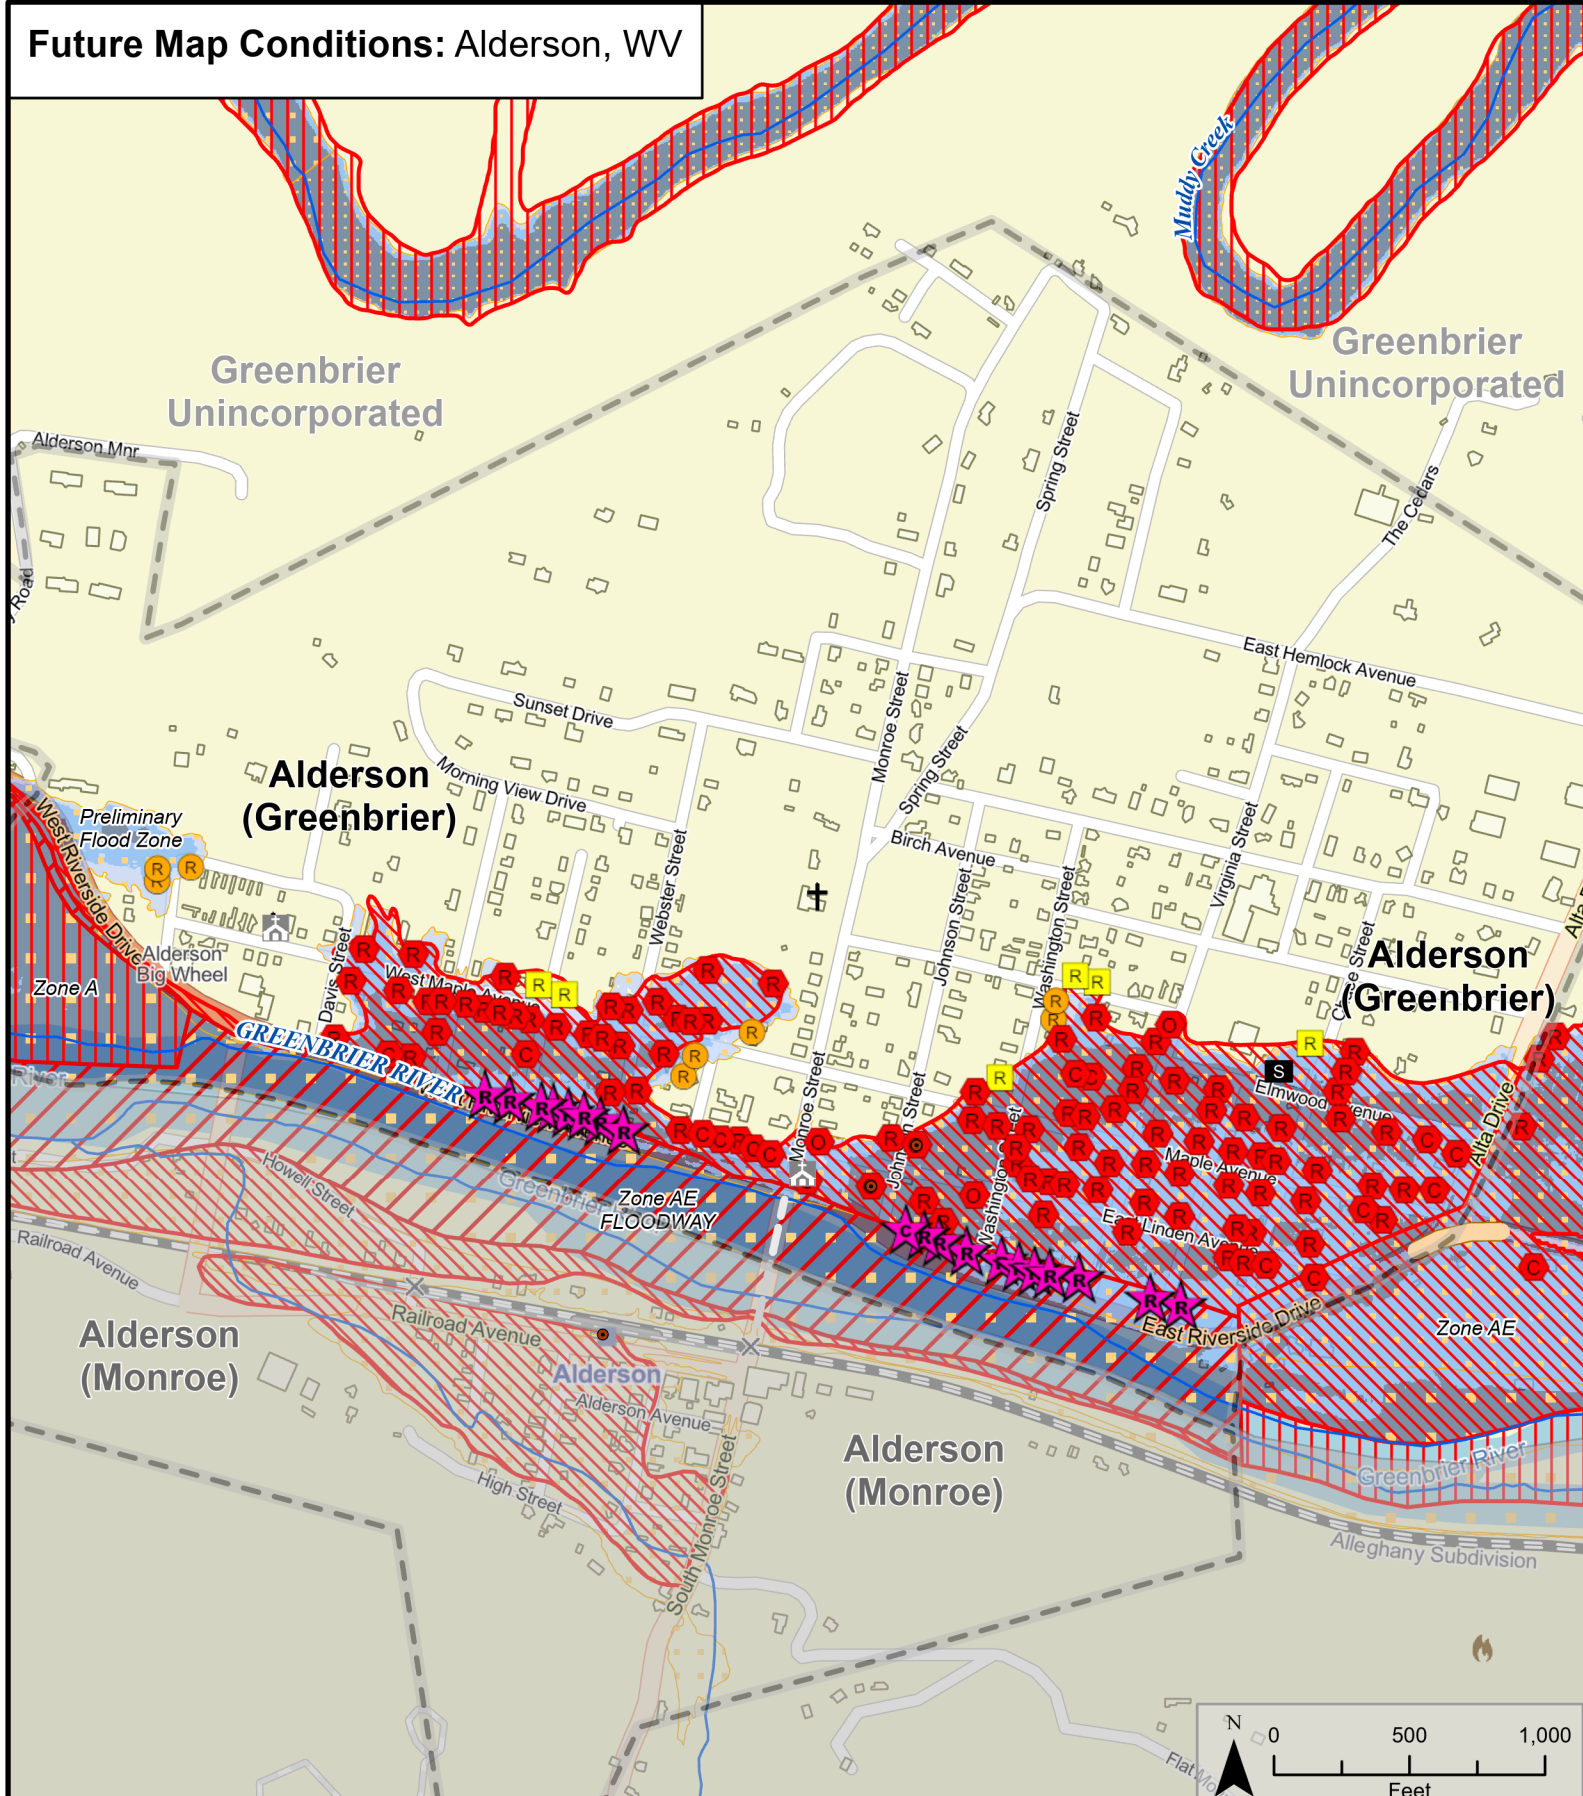 Future Map Conditions: Alderson, WV
Muddy Creek
Greenbrier
Unincorporated
Greenbrier
Unincorporated
Alderson Mnr
Spring Street
The Cedars
y Road
East Hemlock Avenue
Monroe Street
Sunset Drive
Spring Street
Morning View Drive
Alderson
(Greenbrier)
Preliminary
Flood Zone
West Riverside Drive
Birch Avenue
Virginia Street
Webster Street
Johnson Street
Washington Street
Alta
Alderson
(Greenbrier)
Alderson
Big Wheel
Zone A
Davis Street
West Maple Avenue
GREENBRIER RIVER
River
Monroe Street
Elmwood Avenue
Alta Drive
Maple Avenue
East Linden Avenue
Howell Street
Zone AE
FLOODWAY
Railroad Avenue
East Riverside Drive
Zone AE
Alderson
(Monroe)
Railroad Avenue
Alderson
Alderson Avenue
Alderson
(Monroe)
South Monroe Street
High Street
Greenbrier River
Alleghany Subdivision
N
0 500 1,000
Feet